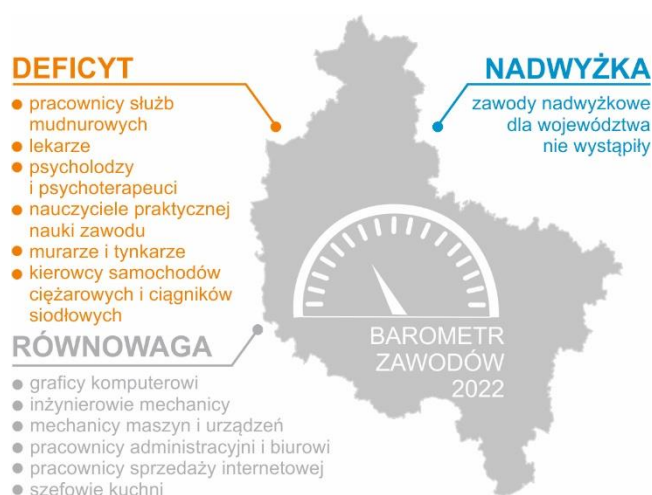 DEFICYT
pracownicy służb
mudnurowych
lekarze
psycholodzy
i psychoterapeuci
nauczyciele praktycznej
nauki zawodu
murarze i tynkarze
kierowcy samochodów
ciężarowych i ciągników
siodłowych
NADWYŻKA
zawody nadwyżkowe
dla województwa
nie wystąpiły
RÓWNOWAGA
graficy komputerowi
inżynierowie mechanicy
mechanicy maszyn i urządzeń
pracownicy administracyjni i biurowi
pracownicy sprzedaży internetowej
szefowie kuchni
BAROMETR
ZAWODÓW
2022